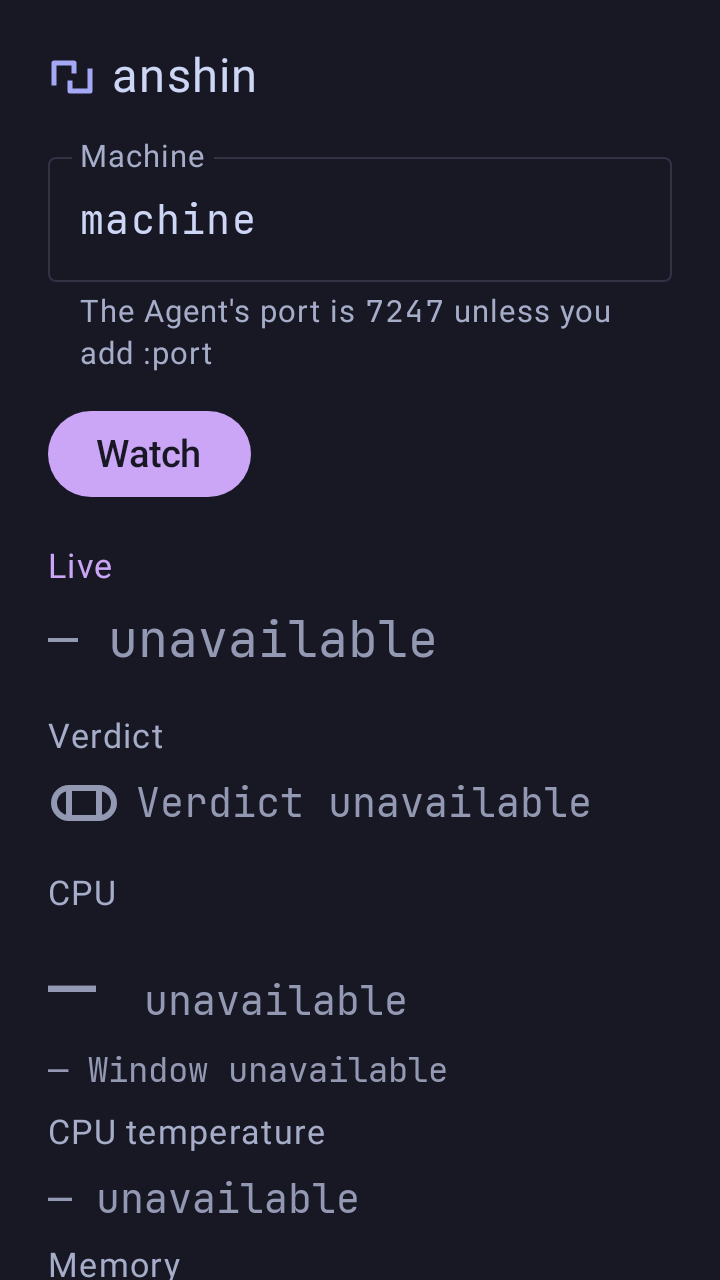 anshin
Machine
machine
The Agent's port is 7247 unless you
add :port
Watch
Live
— unavailable
Verdict
Verdict unavailable
CPU
— unavailable
— Window unavailable
CPU temperature
— unavailable
Memory